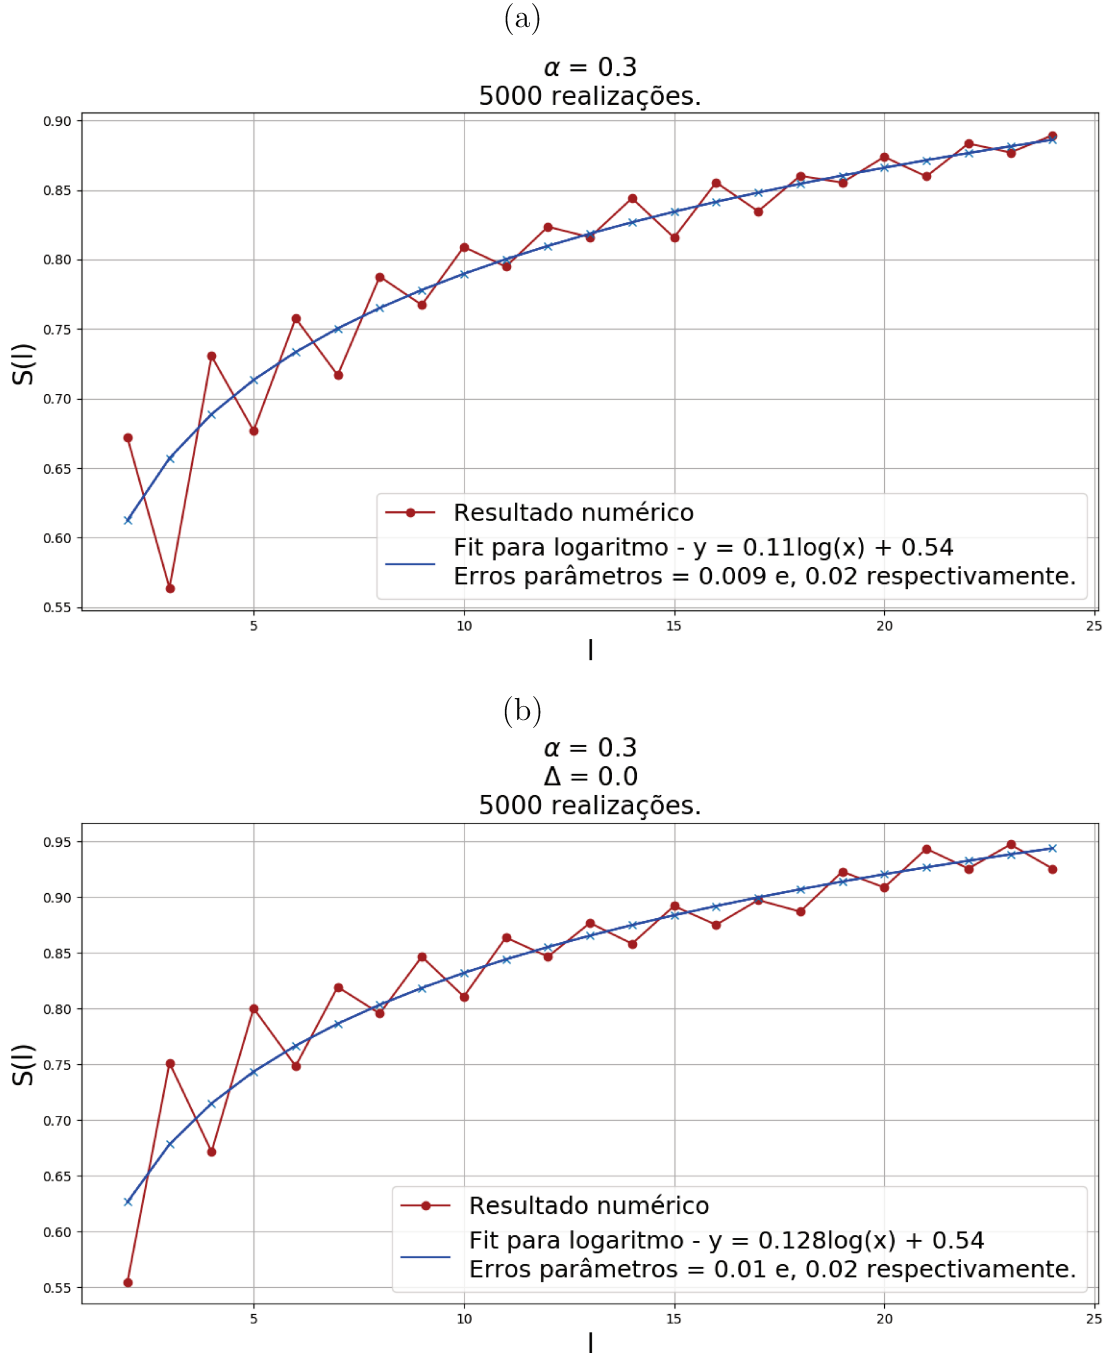 (a)
α = 0.3
5000 realizações.
0.90
0.85
0.80
0.75
0.70
0.65
0.60
0.55
S(l)
Resultado numérico
Fit para logaritmo - y = 0.11log(x) + 0.54
Erros parâmetros = 0.009 e, 0.02 respectivamente.
5 10 15 20 25
l
(b)
α = 0.3
Δ = 0.0
5000 realizações.
0.95
0.90
0.85
0.80
0.75
0.70
0.65
0.60
0.55
S(l)
Resultado numérico
Fit para logaritmo - y = 0.128log(x) + 0.54
Erros parâmetros = 0.01 e, 0.02 respectivamente.
5 10 15 20 25
l